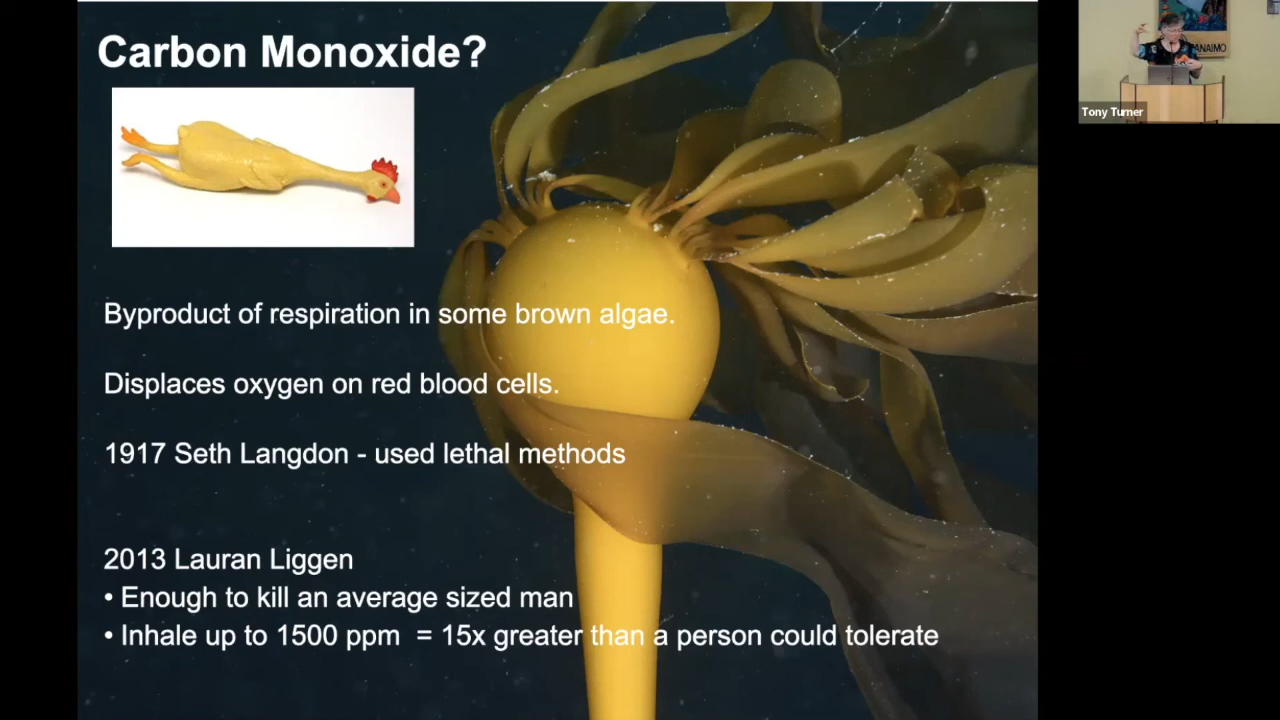 Carbon Monoxide?
Byproduct of respiration in some brown algae.
Displaces oxygen on red blood cells.
1917 Seth Langdon - used lethal methods
2013 Lauran Liggen
• Enough to kill an average sized man
• Inhale up to 1500 ppm = 15x greater than a person could tolerate
ANAIMO
Tony Turner